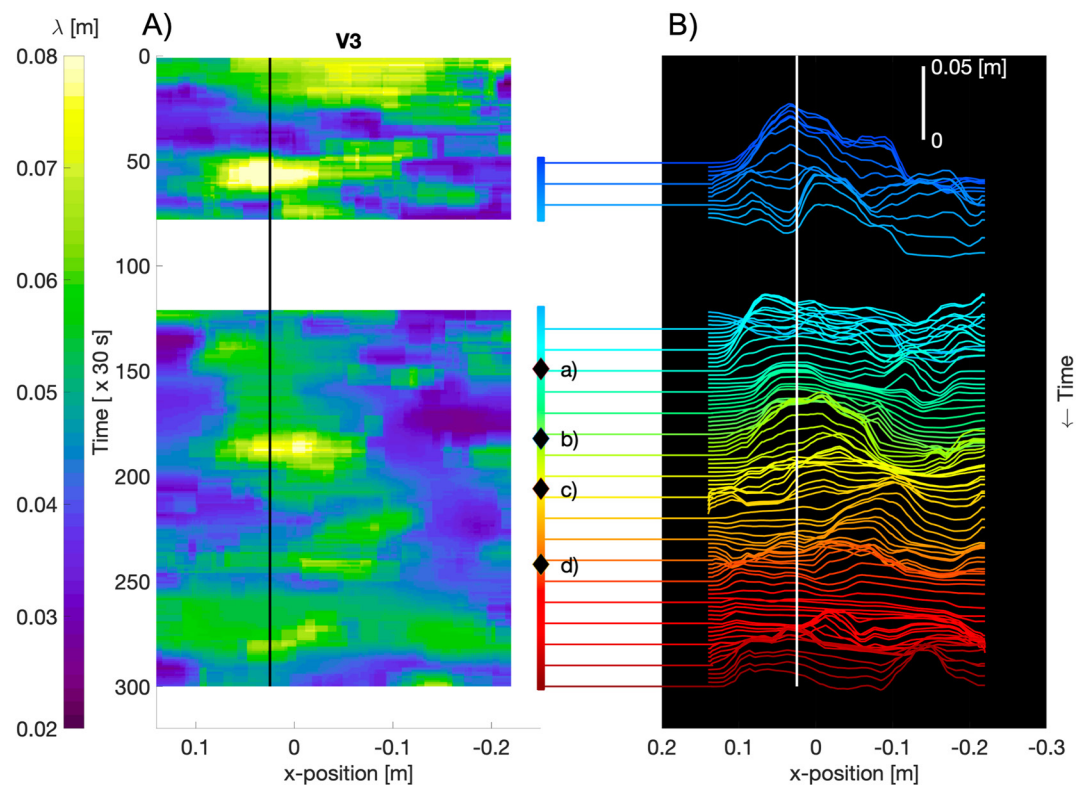 λ [m]
A)
B)
V3
0.08
0.07
0.06
0.05
0.04
0.03
0.02
Time [ x 30 s]
0
50
100
150
200
250
300
0.1
0
-0.1
-0.2
x-position [m]
a)
b)
c)
d)
0.05 [m]
0
← Time
0.2
0.1
0
-0.1
-0.2
-0.3
x-position [m]